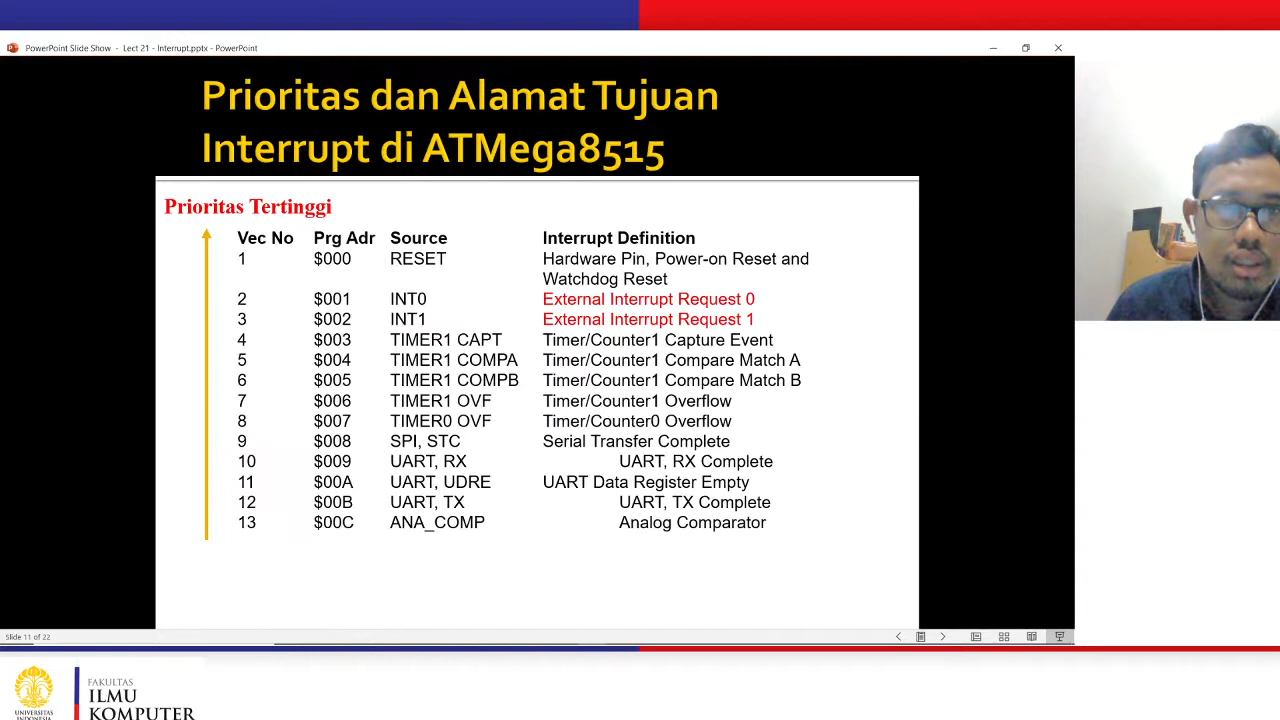 PowerPoint Slide Show - Lect 21 - Interrupt.pptx - PowerPoint
Prioritas dan Alamat Tujuan
Interrupt di ATMega8515
Prioritas Tertinggi
Vec No Prg Adr Source Interrupt Definition
1 $000 RESET Hardware Pin, Power-on Reset and
Watchdog Reset
2 $001 INT0 External Interrupt Request 0
3 $002 INT1 External Interrupt Request 1
4 $003 TIMER1 CAPT Timer/Counter1 Capture Event
5 $004 TIMER1 COMPA Timer/Counter1 Compare Match A
6 $005 TIMER1 COMPB Timer/Counter1 Compare Match B
7 $006 TIMER1 OVF Timer/Counter1 Overflow
8 $007 TIMER0 OVF Timer/Counter0 Overflow
9 $008 SPI, STC Serial Transfer Complete
10 $009 UART, RX UART, RX Complete
11 $00A UART, UDRE UART Data Register Empty
12 $00B UART, TX UART, TX Complete
13 $00C ANA_COMP Analog Comparator
Slide 11 of 22
UNIVERSITAS
INDONESIA
FAKULTAS
ILMU
KOMPUTER